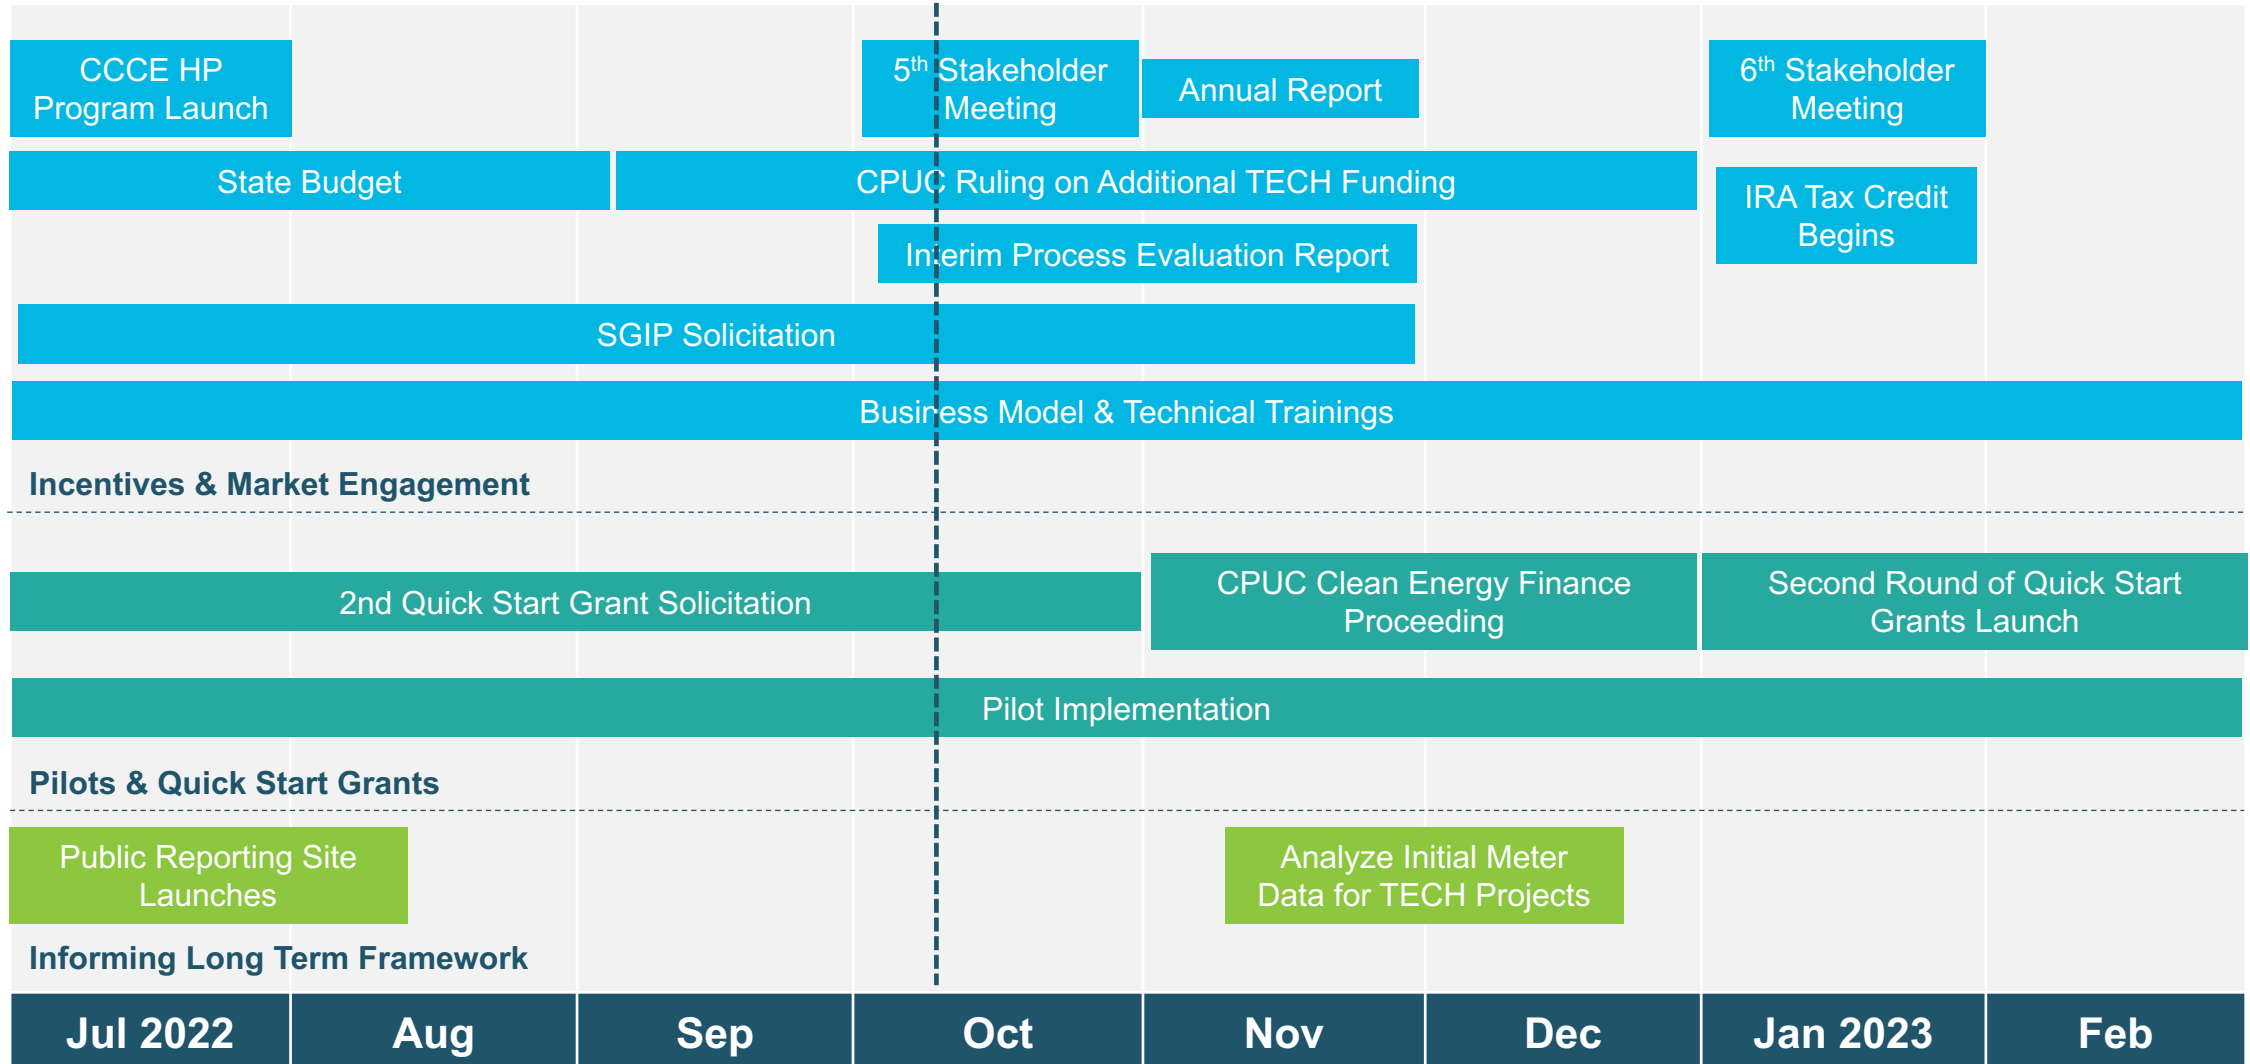 CCCE HP
Program Launch
5th Stakeholder
Meeting
Annual Report
6th Stakeholder
Meeting
State Budget
CPUC Ruling on Additional TECH Funding
IRA Tax Credit
Begins
Interim Process Evaluation Report
SGIP Solicitation
Business Model & Technical Trainings
Incentives & Market Engagement
2nd Quick Start Grant Solicitation
CPUC Clean Energy Finance
Proceeding
Second Round of Quick Start
Grants Launch
Pilot Implementation
Pilots & Quick Start Grants
Public Reporting Site
Launches
Analyze Initial Meter
Data for TECH Projects
Informing Long Term Framework
Jul 2022
Aug
Sep
Oct
Nov
Dec
Jan 2023
Feb